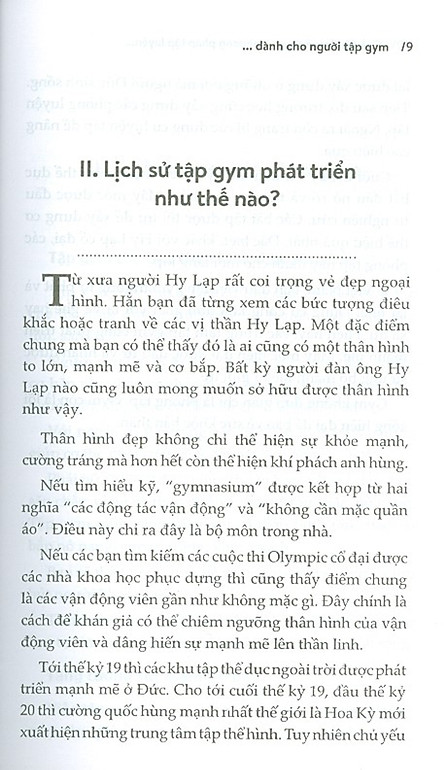 ... dành cho người tập gym /9
II. Lịch sử tập gym phát triển
như thế nào?
Từ xưa người Hy Lạp rất coi trọng vẻ đẹp ngoại
hình. Hẳn bạn đã từng xem các bức tượng điêu
khắc hoặc tranh về các vị thần Hy Lạp. Một đặc điểm
chung mà bạn có thể thấy đó là ai cũng có một thân hình
to lớn, mạnh mẽ và cơ bắp. Bất kỳ người đàn ông Hy
Lạp nào cũng luôn mong muốn sở hữu được thân hình
như vậy.
Thân hình đẹp không chỉ thể hiện sự khỏe mạnh,
cường tráng mà hơn hết còn thể hiện khí phách anh hùng.
Nếu tìm hiểu kỹ, “gymnasium” được kết hợp từ hai
nghĩa “các động tác vận động” và “không cần mặc quần
áo”. Điều này chỉ ra đây là bộ môn trong nhà.
Nếu các bạn tìm kiếm các cuộc thi Olympic cổ đại được
các nhà khoa học phục dựng thì cũng thấy điểm chung
là các vận động viên gần như không mặc gì. Đây chính là
cách để khán giả có thể chiêm ngưỡng thân hình của vận
động viên và dâng hiến sự mạnh mẽ lên thần linh.
Tới thế kỷ 19 thì các khu tập thể dục ngoài trời được phát
triển mạnh mẽ ở Đức. Cho tới cuối thế kỷ 19, đầu thế kỷ
20 thì cường quốc hùng mạnh nhất thế giới là Hoa Kỳ mới
xuất hiện những trung tâm tập thể hình. Tuy nhiên chủ yếu